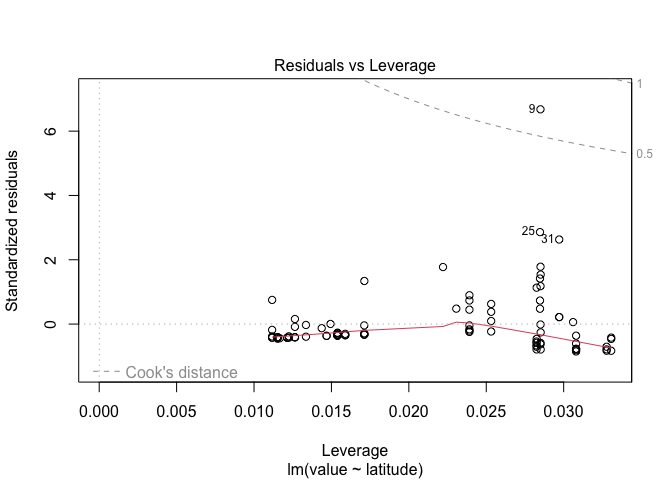 Residuals vs Leverage
Standardized residuals
6
4
2
0
1
0.5
9
25
31
Cook's distance
0.000 0.005 0.010 0.015 0.020 0.025 0.030
Leverage
lm(value ~ latitude)